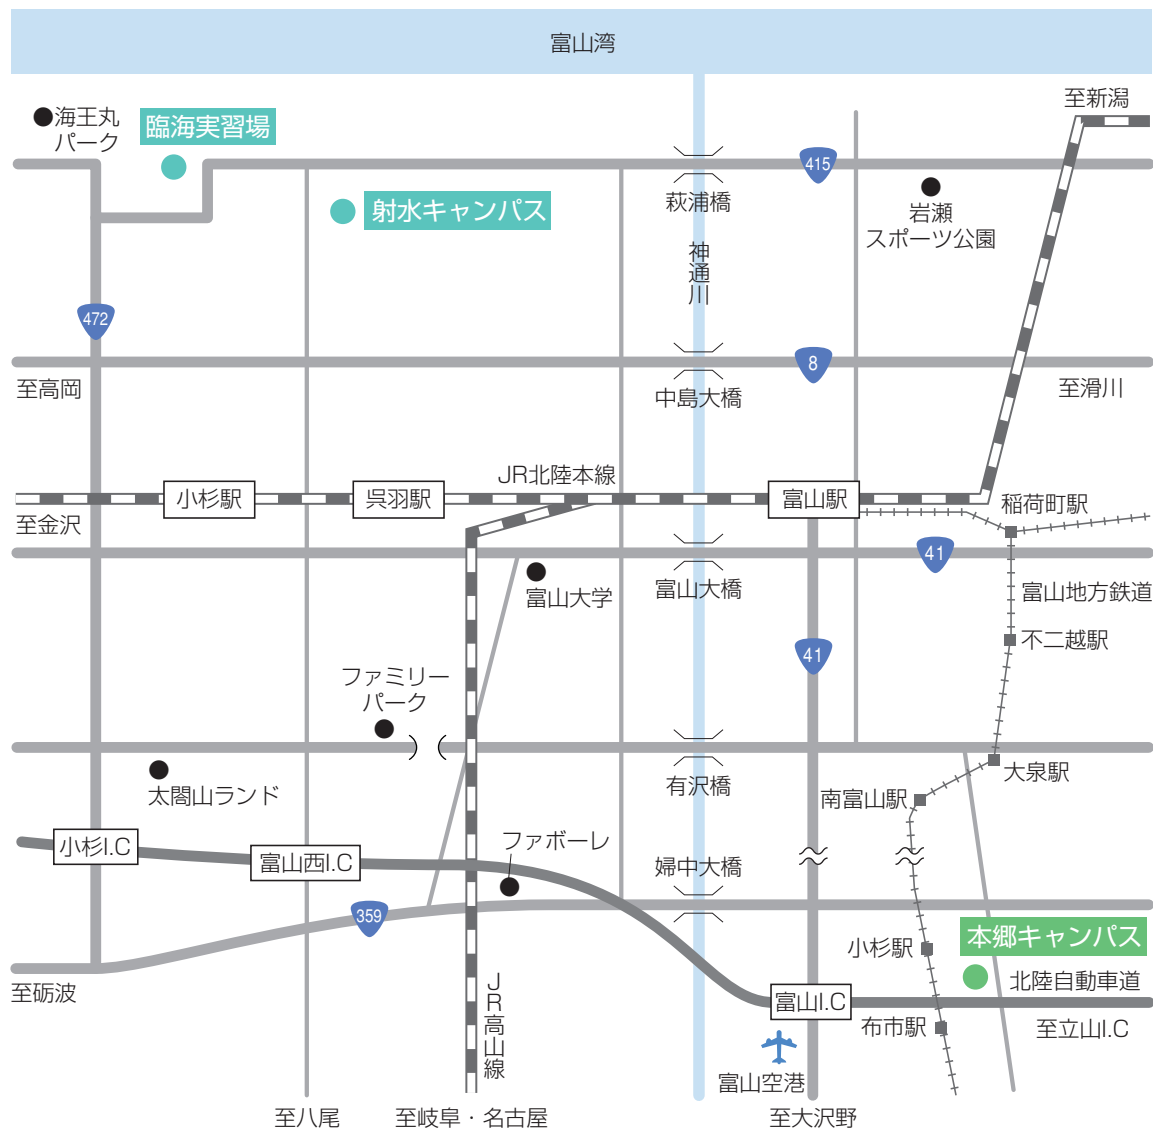 富山湾
至新潟
海王丸
パーク
臨海実習場
415
射水キャンパス
萩浦橋
岩瀬
スポーツ公園
神通川
472
8
至高岡
中島大橋
至滑川
JR北陸本線
小杉駅
呉羽駅
富山駅
稲荷町駅
至金沢
41
富山大学
富山大橋
富山地方鉄道
不二越駅
41
ファミリー
パーク
太閤山ランド
有沢橋
大泉駅
南富山駅
小杉I.C
富山西I.C
ファボーレ
婦中大橋
359
本郷キャンパス
小杉駅
至砺波
JR高山線
富山I.C
北陸自動車道
布市駅
至立山I.C
富山空港
至八尾
至岐阜・名古屋
至大沢野